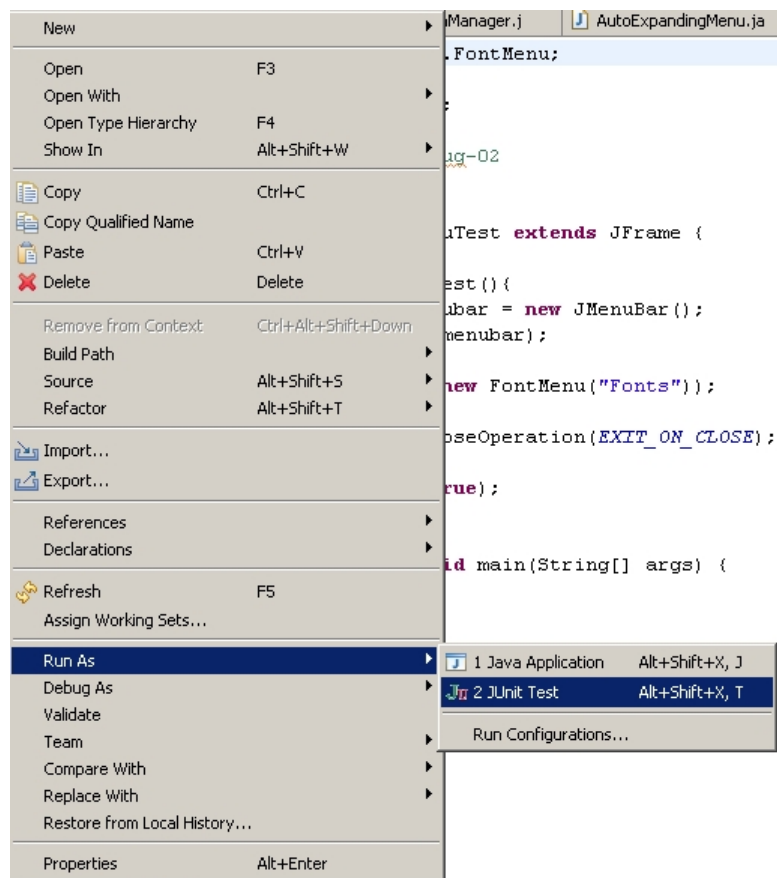 New
Open F3
Open With
Open Type Hierarchy F4
Show In Alt+Shift+W
Copy Ctrl+C
Copy Qualified Name
Paste Ctrl+V
Delete Delete
Remove from Context Ctrl+Alt+Shift+Down
Build Path
Source Alt+Shift+S
Refactor Alt+Shift+T
Import...
Export...
References
Declarations
Refresh F5
Assign Working Sets...
Run As
Debug As
Validate
Team
Compare With
Replace With
Restore from Local History...
Properties Alt+Enter
1 Java Application Alt+Shift+X, J
2 JUnit Test Alt+Shift+X, T
Run Configurations...
Manager.j AutoExpandingMenu.ja
.FontMenu;
;
ug-02
uTest extends JFrame {
est(){
ubar = new JMenuBar();
menubar);
new FontMenu("Fonts"));
oseOperation(EXIT_ON_CLOSE);
rue);
id main(String[] args) {